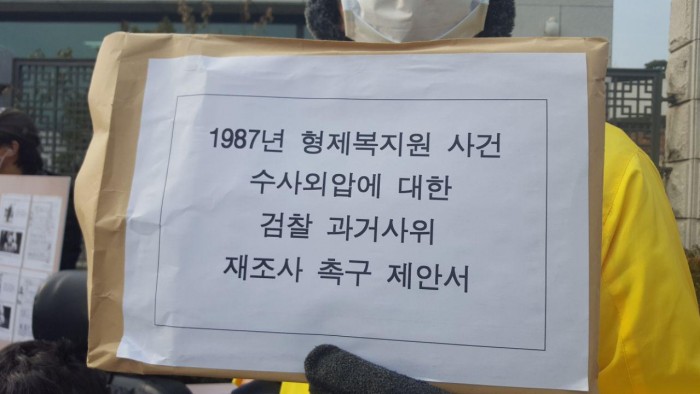 1987년 형제복지원 사건
수사외압에 대한
검찰 과거사위
재조사 촉구 제안서